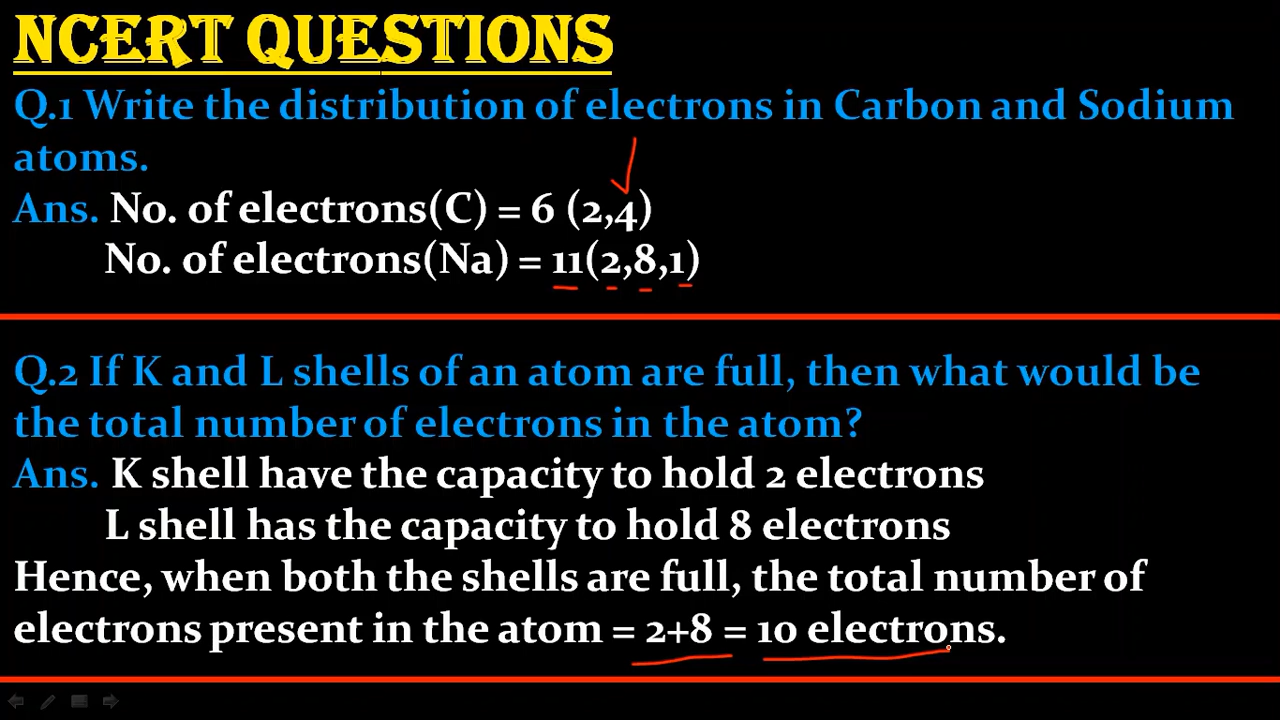 NCERT QUESTIONS
Q.1 Write the distribution of electrons in Carbon and Sodium
atoms.
Ans. No. of electrons(C) = 6 (2,4)
No. of electrons(Na) = 11(2,8,1)
Q.2 If K and L shells of an atom are full, then what would be
the total number of electrons in the atom?
Ans. K shell have the capacity to hold 2 electrons
L shell has the capacity to hold 8 electrons
Hence, when both the shells are full, the total number of
electrons present in the atom = 2+8 = 10 electrons.